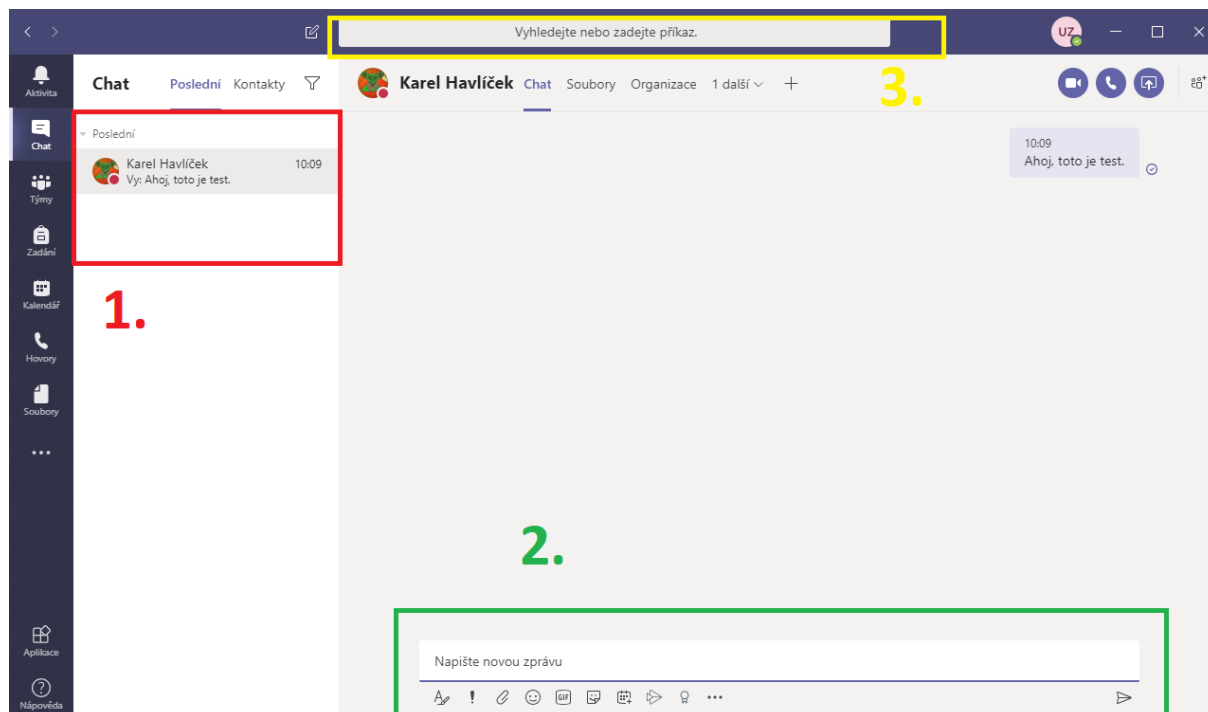 Vyhledejte nebo zadejte příkaz.
UZ
3.
Aktivita
Chat
Týmy
Zadání
Kalendář
Hovory
Soubory
Aplikace
Nápověda
Chat Poslední Kontakty
Poslední
Karel Havlíček 10:09
Vy: Ahoj, toto je test.
1.
Karel Havlíček Chat Soubory Organizace 1 další
10:09
Ahoj, toto je test.
2.
Napište novou zprávu
GIF